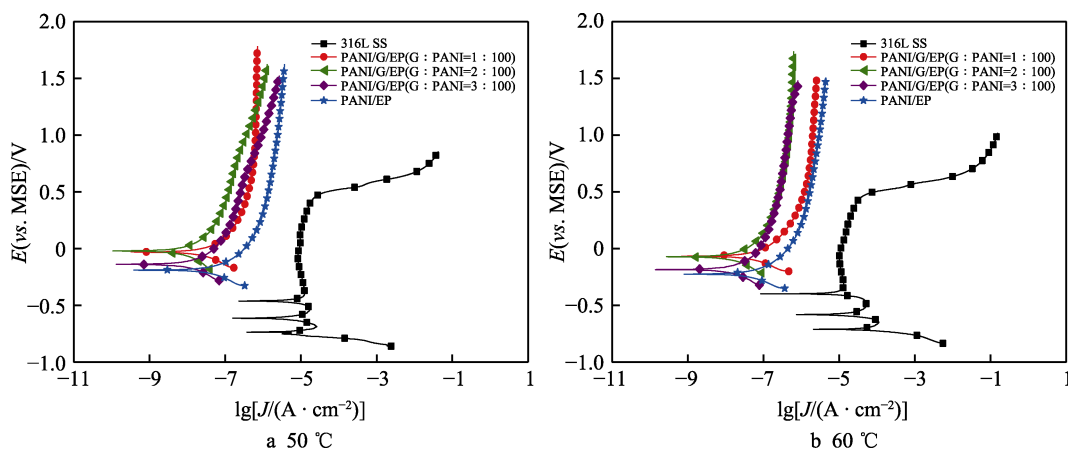 2.0
1.5
1.0
0.5
0
−0.5
−1.0
E(vs. MSE)/V
316L SS
PANI/G/EP(G：PANI=1：100)
PANI/G/EP(G：PANI=2：100)
PANI/G/EP(G：PANI=3：100)
PANI/EP
−11 −9 −7 −5 −3 −1 1
lg[J/(A · cm⁻²)]
a 50 ℃
2.0
1.5
1.0
0.5
0
−0.5
−1.0
E(vs. MSE)/V
316L SS
PANI/G/EP(G：PANI=1：100)
PANI/G/EP(G：PANI=2：100)
PANI/G/EP(G：PANI=3：100)
PANI/EP
−11 −9 −7 −5 −3 −1 1
lg[J/(A · cm⁻²)]
b 60 ℃